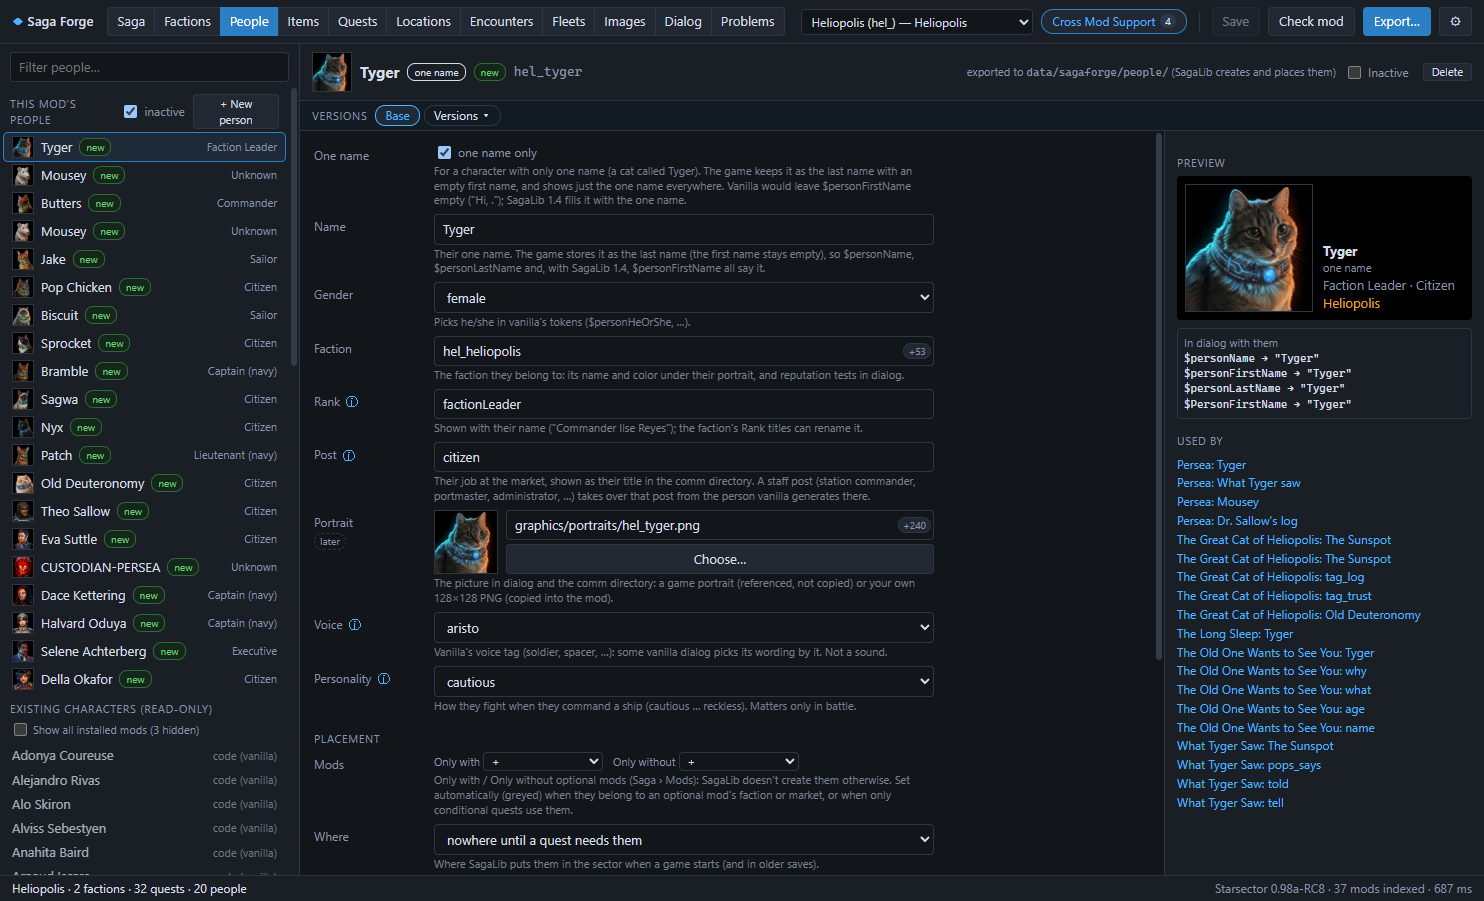 Saga Forge
Saga Factions People Items Quests Locations Encounters Fleets Images Dialog Problems
Heliopolis (hel_) — Heliopolis
Cross Mod Support 4
Save Check mod Export...
THIS MOD'S PEOPLE
inactive
+ New person
Tyger new Faction Leader
Mousey new Unknown
Butters new Commander
Mousey new Unknown
Jake new Sailor
Pop Chicken new Citizen
Biscuit new Sailor
Sprocket new Citizen
Bramble new Captain (navy)
Sagwa new Citizen
Nyx new Citizen
Patch new Lieutenant (navy)
Old Deuteronomy new Citizen
Theo Sallow new Citizen
Eva Suttle new Citizen
CUSTODIAN-PERSEA new Unknown
Dace Kettering new Captain (navy)
Halvard Oduya new Captain (navy)
Selene Achterberg new Executive
Della Okafor new Citizen
EXISTING CHARACTERS (READ-ONLY)
Show all installed mods (3 hidden)
Adonya Coureuse code (vanilla)
Alejandro Rivas code (vanilla)
Alo Skiron code (vanilla)
Alviss Sebestyen code (vanilla)
Anahita Baird code (vanilla)
Filter people...
Tyger one name new hel_tyger
exported to data/sagaforge/people/ (SagaLib creates and places them)
Inactive
Delete
VERSIONS Base Versions
One name
one name only
For a character with only one name (a cat called Tyger). The game keeps it as the last name with an
empty first name, and shows just the one name everywhere. Vanilla would leave $personFirstName
empty ("Hi, ."); SagaLib 1.4 fills it with the one name.
Name
Tyger
Their one name. The game stores it as the last name (the first name stays empty), so $personName,
$personLastName and, with SagaLib 1.4, $personFirstName all say it.
Gender
female
Picks he/she in vanilla's tokens ($personHeOrShe, ...).
Faction
hel_heliopolis +53
The faction they belong to: its name and color under their portrait, and reputation tests in dialog.
Rank
factionLeader
Shown with their name ("Commander Ilse Reyes"); the faction's Rank titles can rename it.
Post
citizen
Their job at the market, shown as their title in the comm directory. A staff post (station commander,
portmaster, administrator, ...) takes over that post from the person vanilla generates there.
Portrait
later
graphics/portraits/hel_tyger.png +240
Choose...
The picture in dialog and the comm directory: a game portrait (referenced, not copied) or your own
128×128 PNG (copied into the mod).
Voice
aristo
Vanilla's voice tag (soldier, spacer, ...): some vanilla dialog picks its wording by it. Not a sound.
Personality
cautious
How they fight when they command a ship (cautious ... reckless). Matters only in battle.
PLACEMENT
Mods
Only with + Only without +
Only with / Only without optional mods (Saga › Mods): SagaLib doesn't create them otherwise. Set
automatically (greyed) when they belong to an optional mod's faction or market, or when only
conditional quests use them.
Where
nowhere until a quest needs them
Where SagaLib puts them in the sector when a game starts (and in older saves).
PREVIEW
Tyger
one name
Faction Leader · Citizen
Heliopolis
In dialog with them
$personName → "Tyger"
$personFirstName → "Tyger"
$personLastName → "Tyger"
$PersonFirstName → "Tyger"
USED BY
Persea: Tyger
Persea: What Tyger saw
Persea: Mousey
Persea: Dr. Sallow's log
The Great Cat of Heliopolis: The Sunspot
The Great Cat of Heliopolis: The Sunspot
The Great Cat of Heliopolis: tag_log
The Great Cat of Heliopolis: tag_trust
The Great Cat of Heliopolis: Old Deuteronomy
The Long Sleep: Tyger
The Old One Wants to See You: Tyger
The Old One Wants to See You: why
The Old One Wants to See You: what
The Old One Wants to See You: age
The Old One Wants to See You: name
What Tyger Saw: The Sunspot
What Tyger Saw: pops_says
What Tyger Saw: told
What Tyger Saw: tell
Heliopolis · 2 factions · 32 quests · 20 people
Starsector 0.98a-RC8 · 37 mods indexed · 687 ms